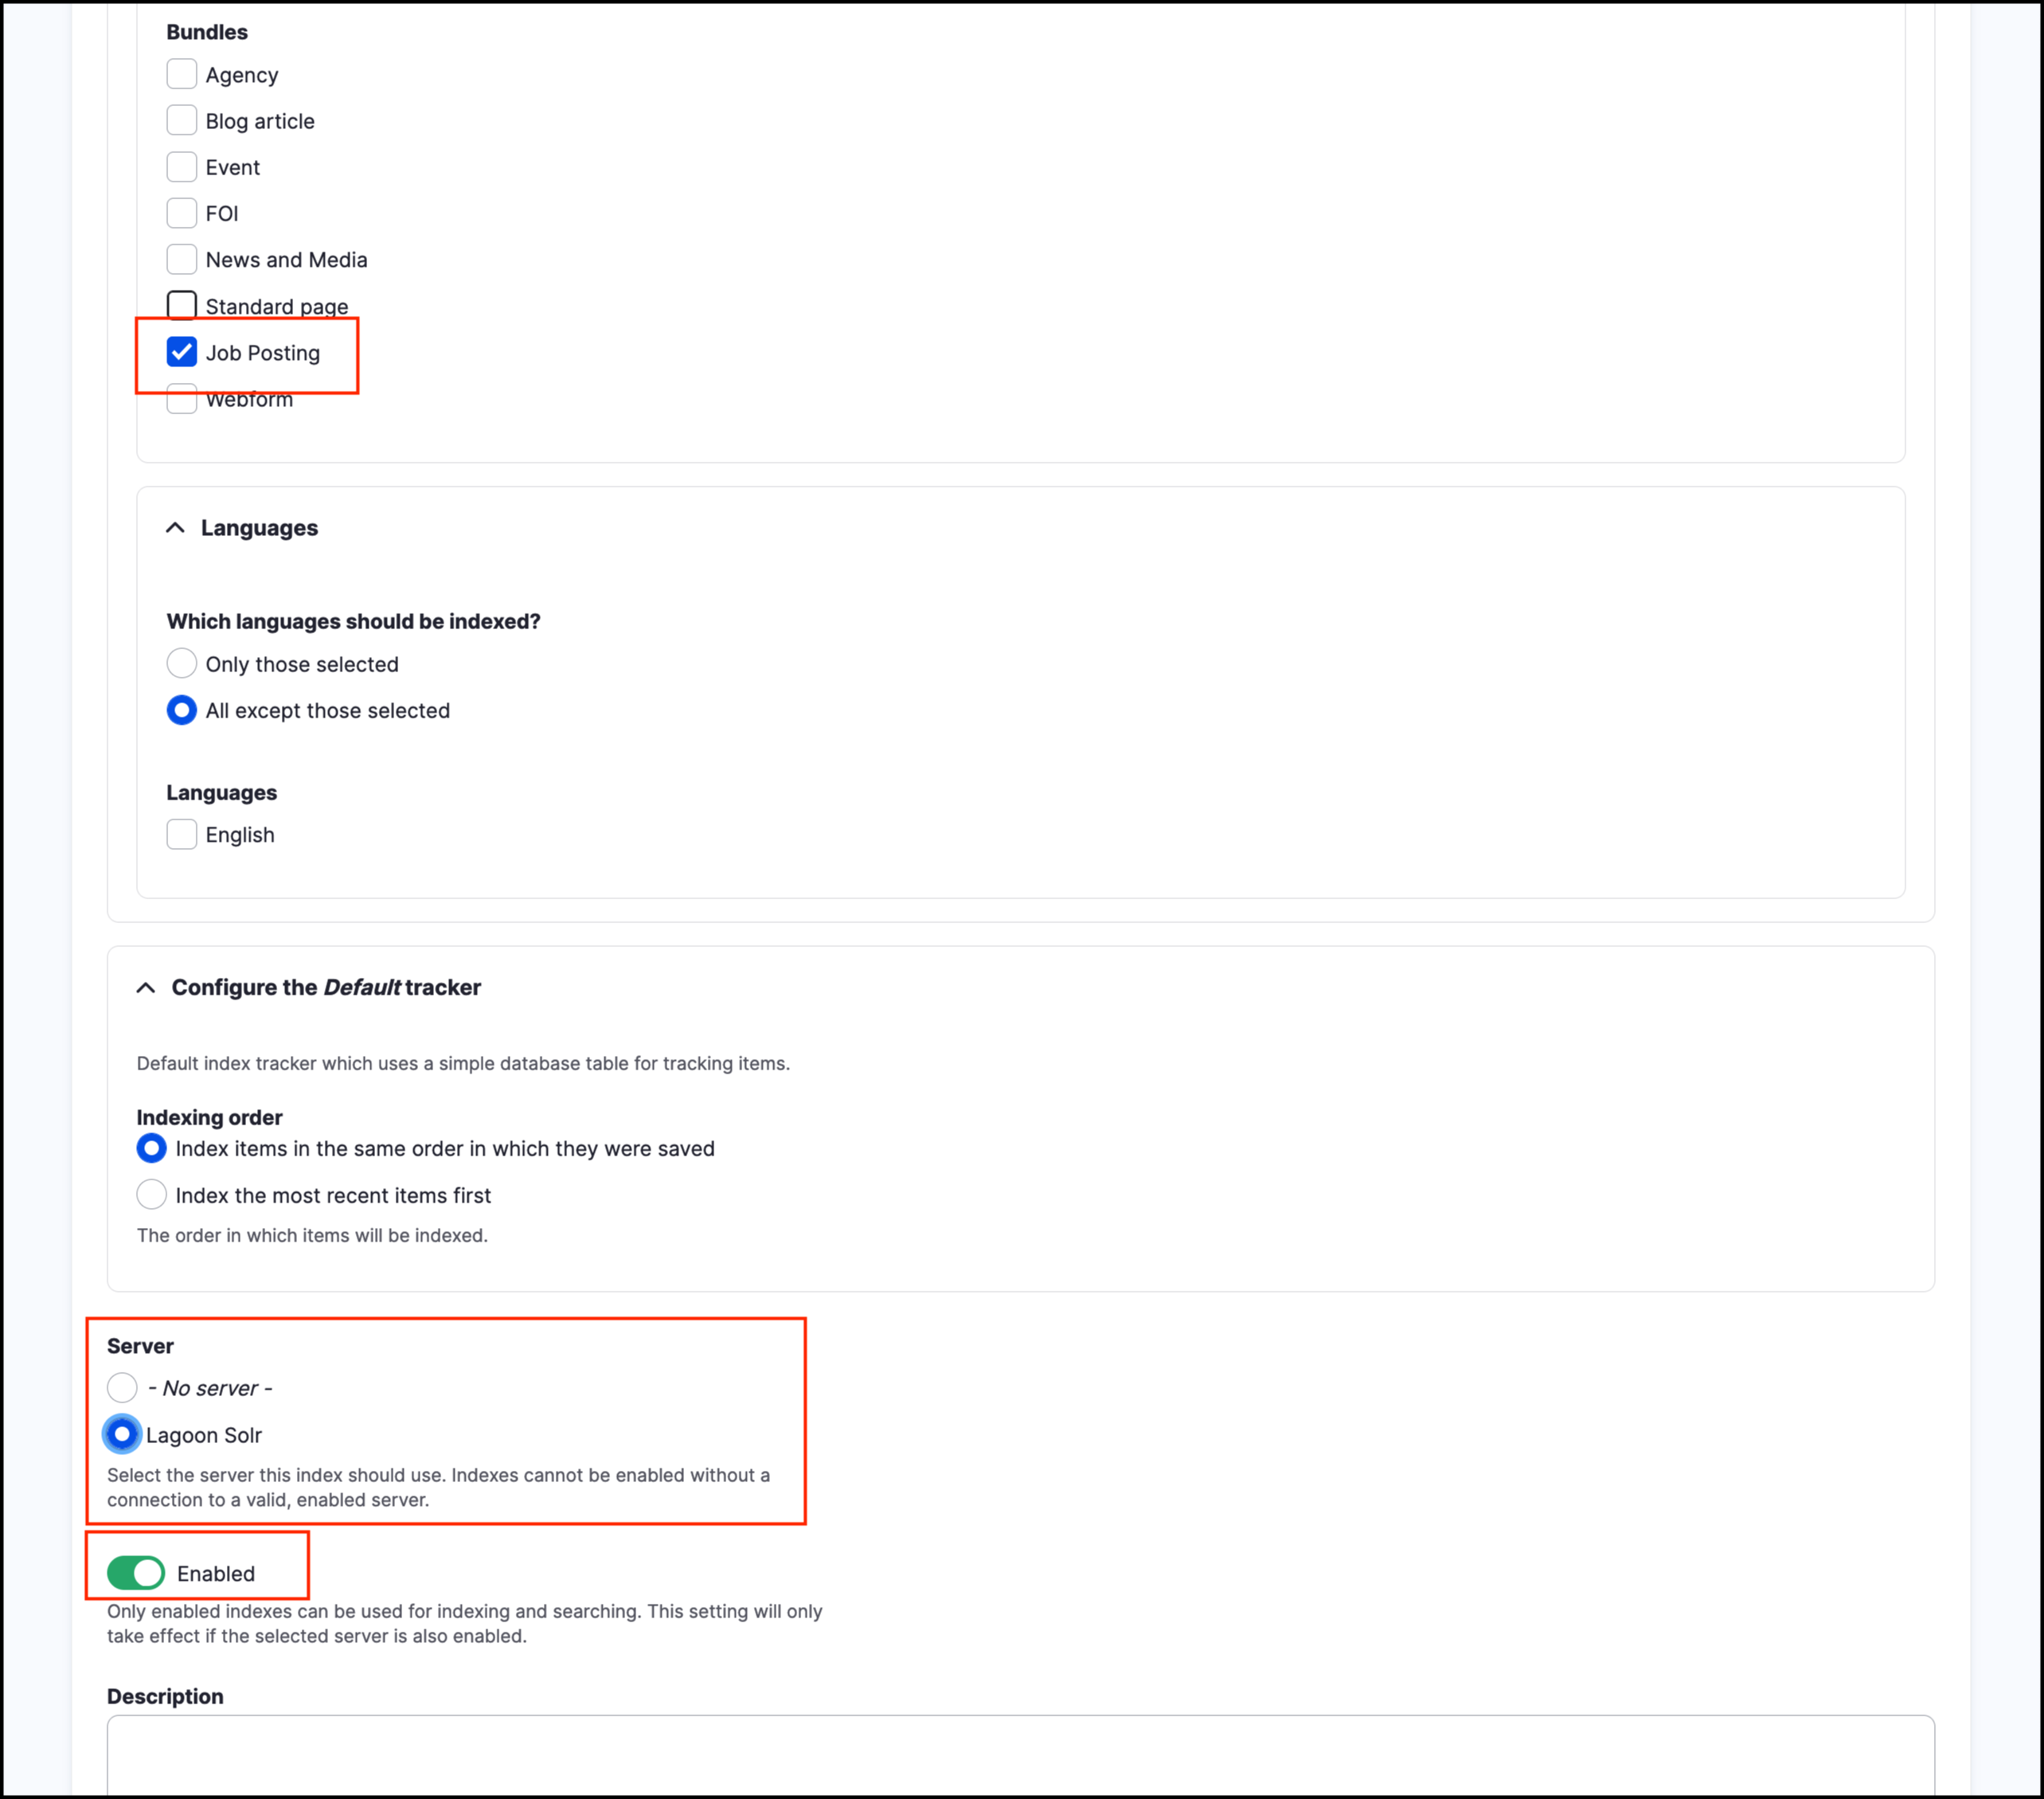 Bundles
Agency
Blog article
Event
FOI
News and Media
Standard page
Job Posting
Webform
Languages
Which languages should be indexed?
Only those selected
All except those selected
Languages
English
Configure the Default tracker
Default index tracker which uses a simple database table for tracking items.
Indexing order
Index items in the same order in which they were saved
Index the most recent items first
The order in which items will be indexed.
Server
- No server -
Lagoon Solr
Select the server this index should use. Indexes cannot be enabled without a
connection to a valid, enabled server.
Enabled
Only enabled indexes can be used for indexing and searching. This setting will only
take effect if the selected server is also enabled.
Description